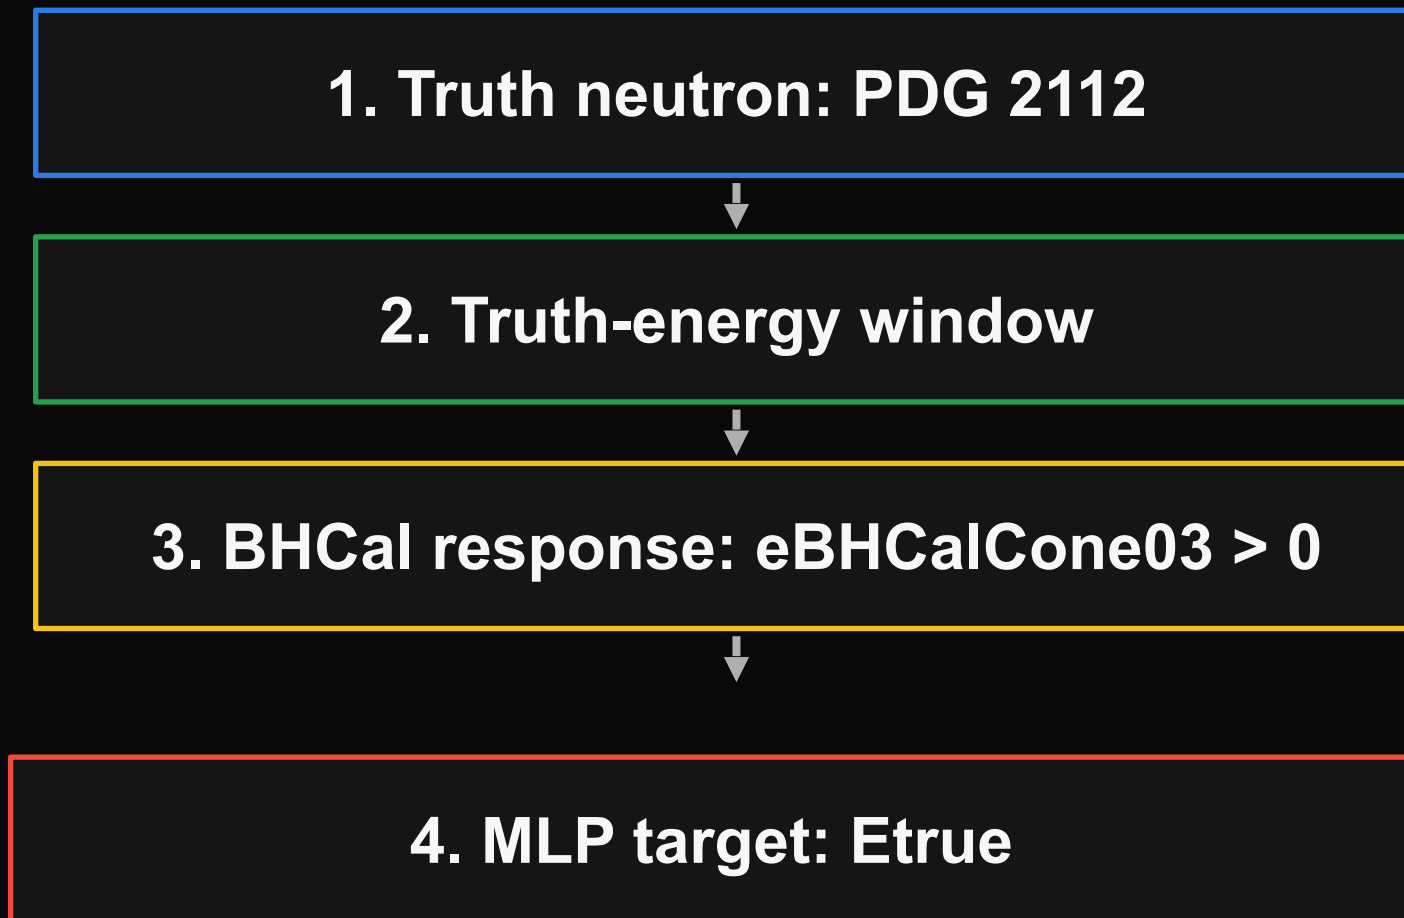 1. Truth neutron: PDG 2112
2. Truth-energy window
3. BHCal response: eBHCalCone03 > 0
4. MLP target: Etrue